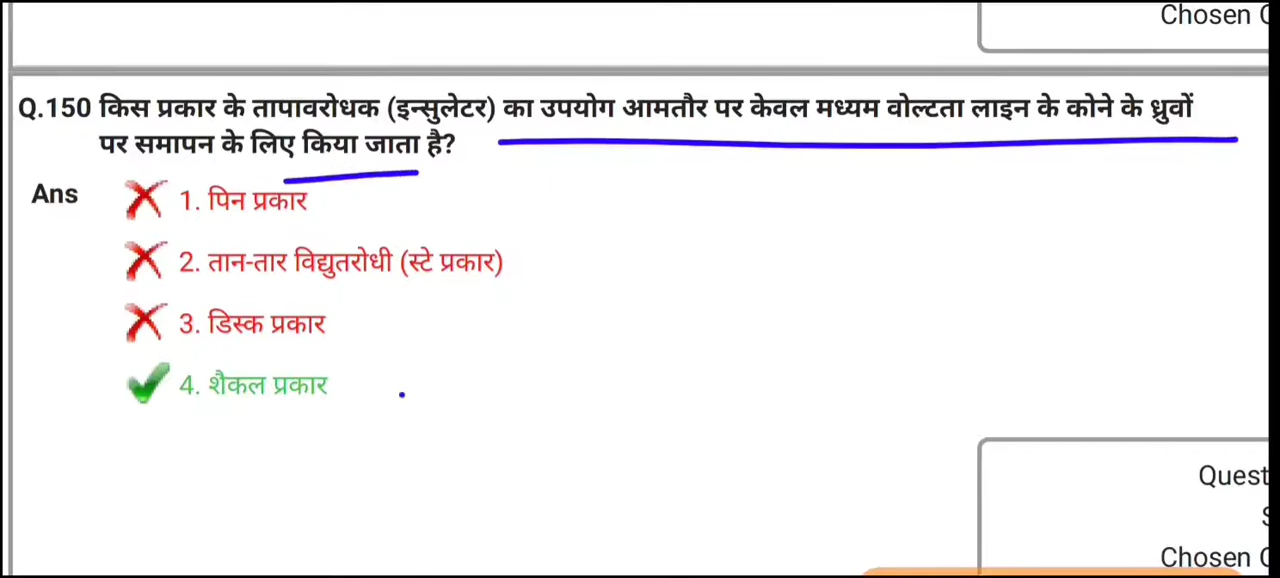 Chosen
Q.150 किस प्रकार के तापावरोधक (इन्सुलेटर) का उपयोग आमतौर पर केवल मध्यम वोल्टता लाइन के कोने के ध्रुवों
पर समापन के लिए किया जाता है?
Ans
1. पिन प्रकार
2. तान-तार विद्युतरोधी (स्टे प्रकार)
3. डिस्क प्रकार
4. शैकल प्रकार
Quest
Chosen